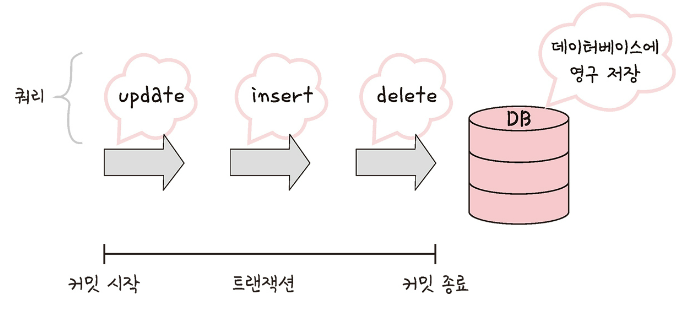 데이터베이스에
영구 저장
쿼리
update
insert
delete
DB
커밋 시작
트랜잭션
커밋 종료